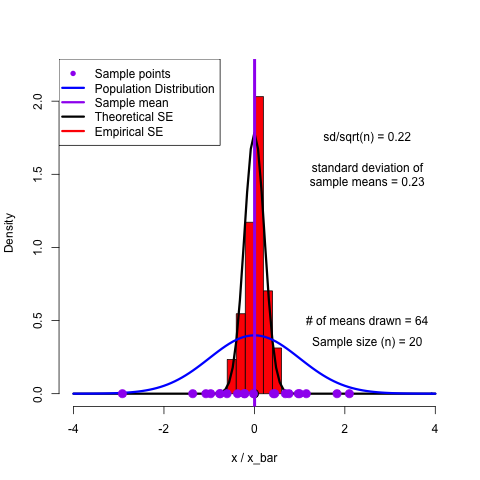 Sample points
Population Distribution
Sample mean
Theoretical SE
Empirical SE
sd/sqrt(n) = 0.22
standard deviation of
sample means = 0.23
# of means drawn = 64
Sample size (n) = 20
Density
2.0
1.5
1.0
0.5
0.0
-4
-2
0
2
4
x / x_bar